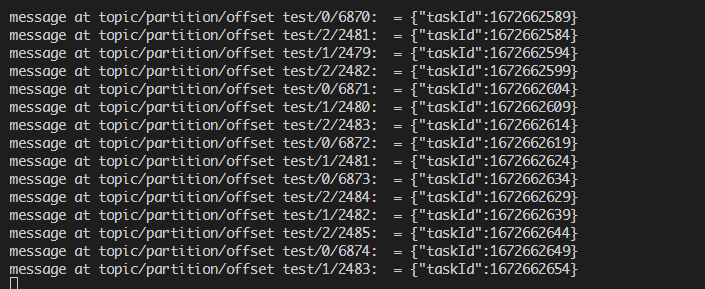 message at topic/partition/offset test/0/6870:  = {"taskId":1672662589}
message at topic/partition/offset test/2/2481:  = {"taskId":1672662584}
message at topic/partition/offset test/1/2479:  = {"taskId":1672662594}
message at topic/partition/offset test/2/2482:  = {"taskId":1672662599}
message at topic/partition/offset test/0/6871:  = {"taskId":1672662604}
message at topic/partition/offset test/1/2480:  = {"taskId":1672662609}
message at topic/partition/offset test/2/2483:  = {"taskId":1672662614}
message at topic/partition/offset test/0/6872:  = {"taskId":1672662619}
message at topic/partition/offset test/1/2481:  = {"taskId":1672662624}
message at topic/partition/offset test/0/6873:  = {"taskId":1672662634}
message at topic/partition/offset test/2/2484:  = {"taskId":1672662629}
message at topic/partition/offset test/1/2482:  = {"taskId":1672662639}
message at topic/partition/offset test/2/2485:  = {"taskId":1672662644}
message at topic/partition/offset test/0/6874:  = {"taskId":1672662649}
message at topic/partition/offset test/1/2483:  = {"taskId":1672662654}